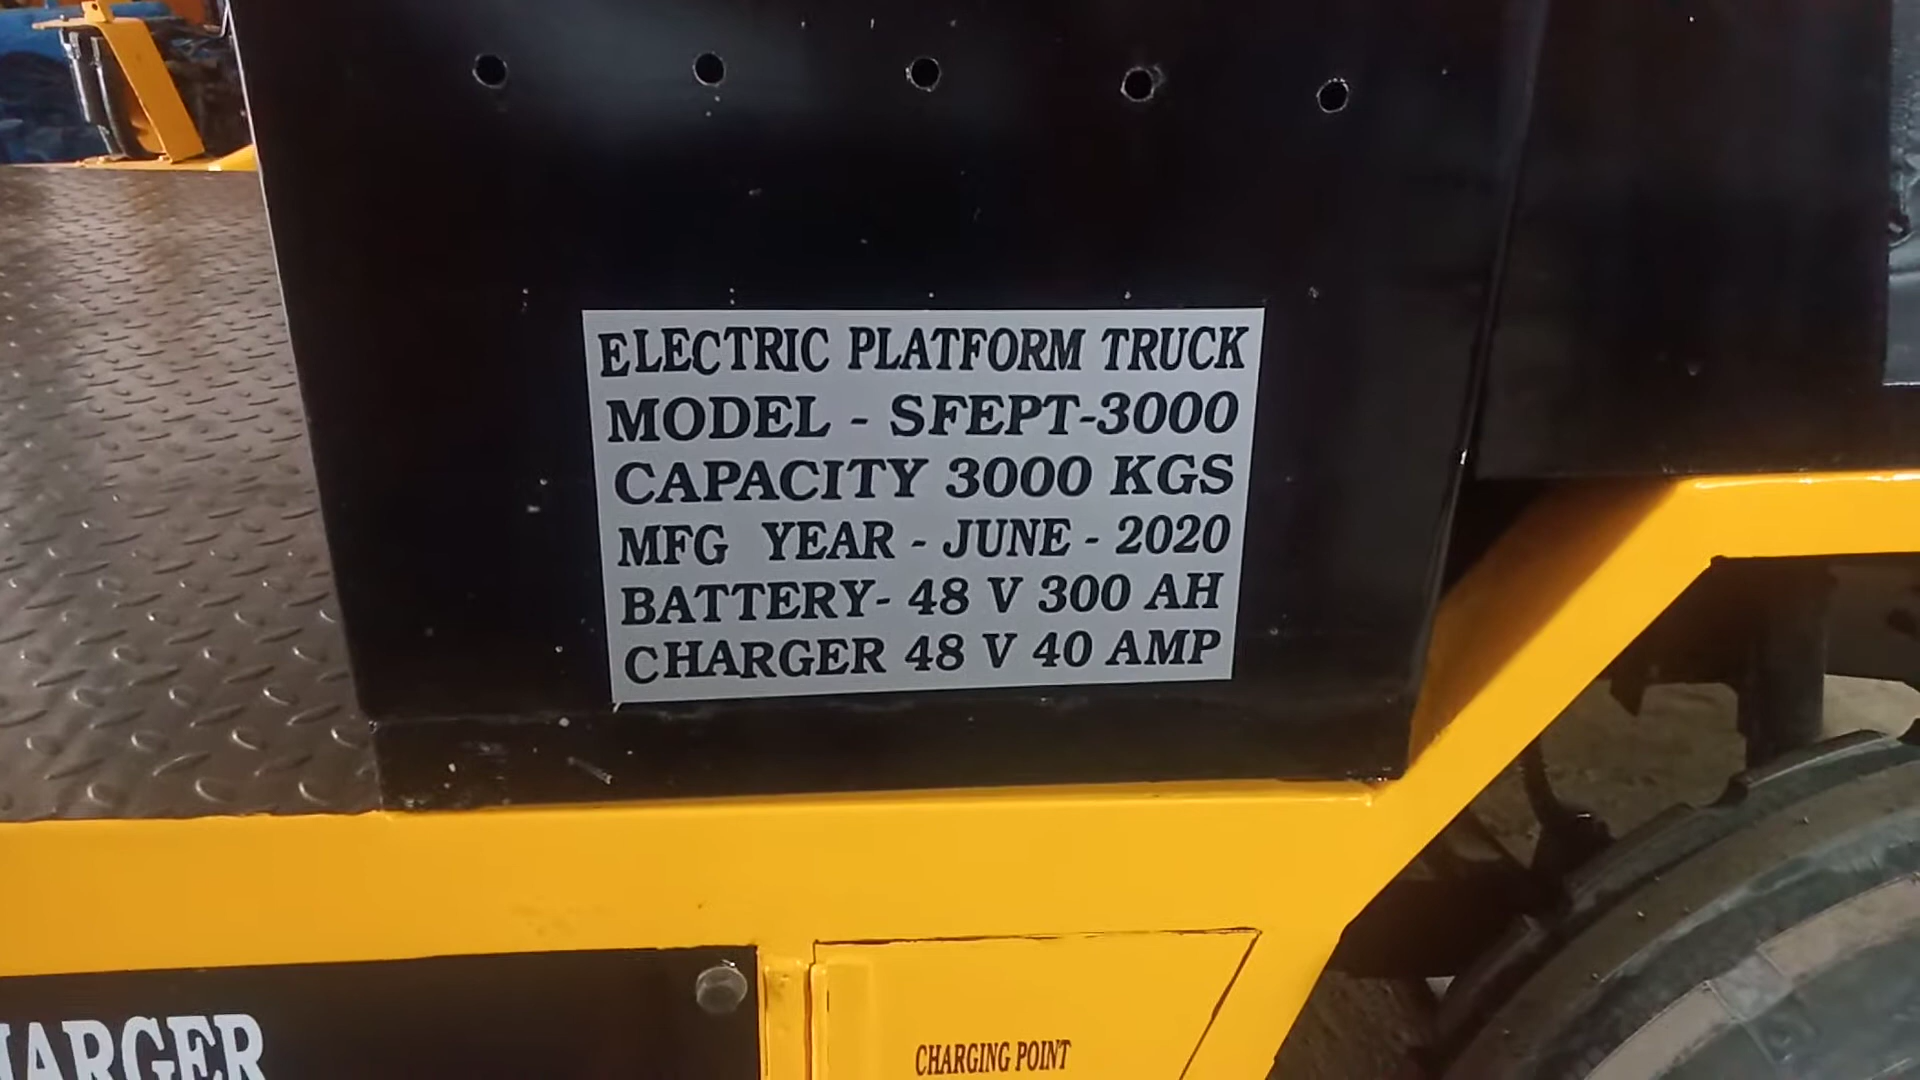 ELECTRIC PLATFORM TRUCK
MODEL - SFEPT-3000
CAPACITY 3000 KGS
MFG YEAR - JUNE - 2020
BATTERY- 48 V 300 AH
CHARGER 48 V 40 AMP
HARGER
CHARGING POINT